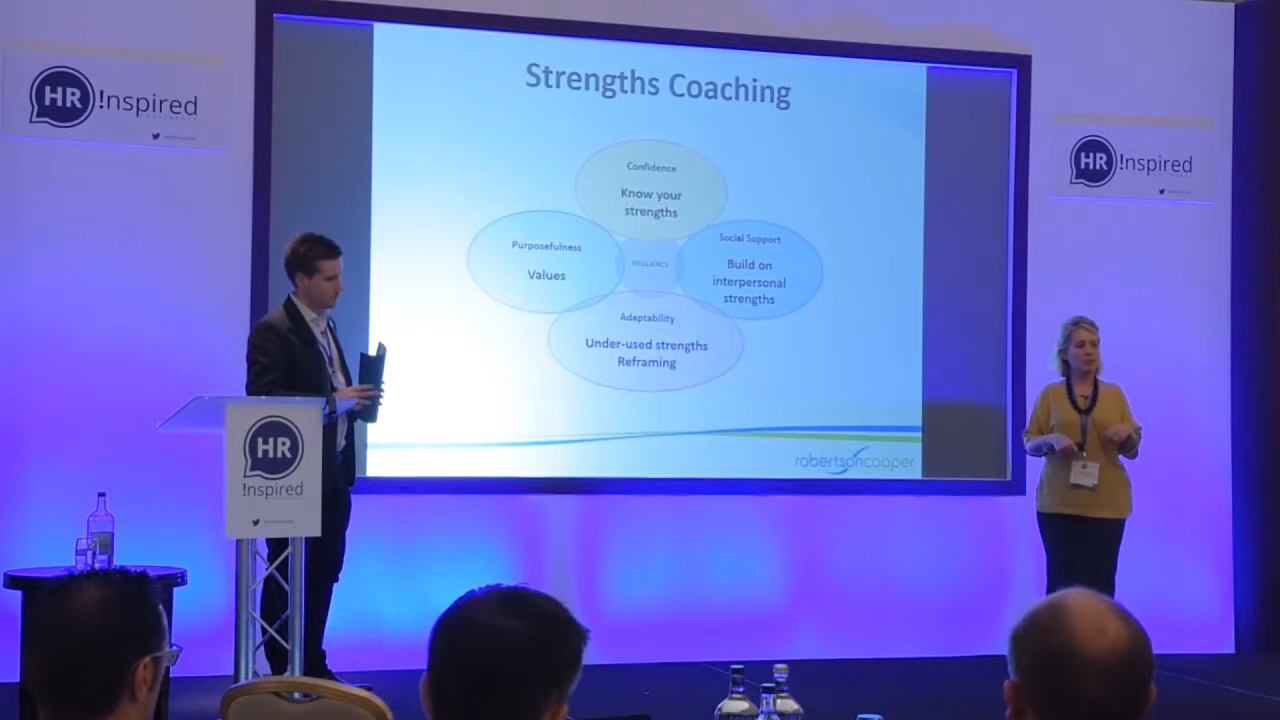 Strengths Coaching
Confidence
Know your
strengths
Purposefulness
Values
Social Support
Build on
interpersonal
strengths
RESILIENCE
Adaptability
Under-used strengths
Reframing
robertsoncooper
HR !nspired
HR !nspired
HR
!nspired